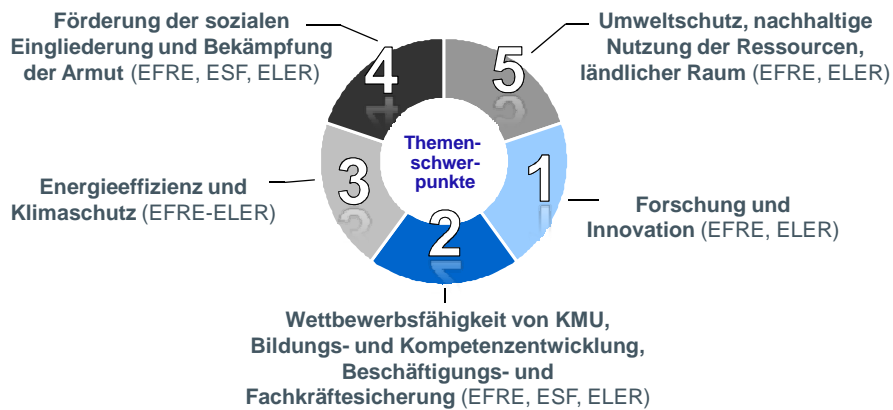 Förderung der sozialen
Eingliederung und Bekämpfung
der Armut (EFRE, ESF, ELER)
4
5
Umweltschutz, nachhaltige
Nutzung der Ressourcen,
ländlicher Raum (EFRE, ELER)
Themen-
schwer-
punkte
3
1
Energieeffizienz und
Klimaschutz (EFRE-ELER)
Forschung und
Innovation (EFRE, ELER)
2
Wettbewerbsfähigkeit von KMU,
Bildungs- und Kompetenzentwicklung,
Beschäftigungs- und
Fachkräftesicherung (EFRE, ESF, ELER)